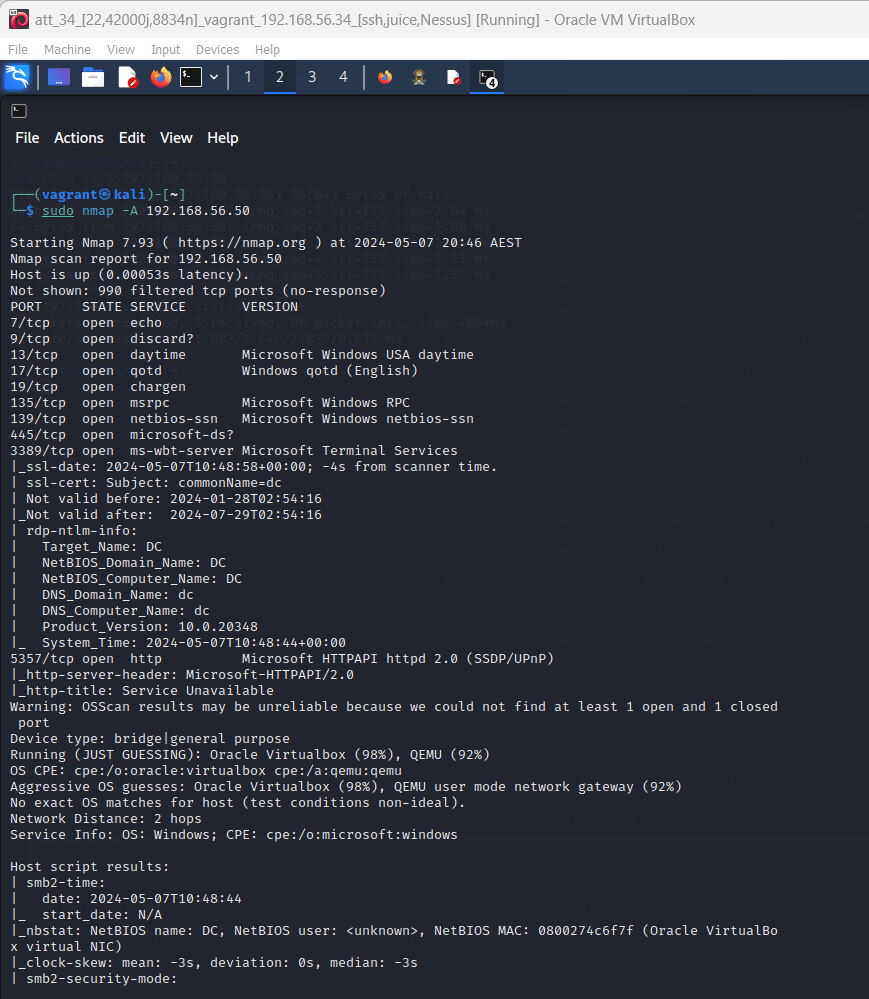 att_34_[22,42000j,8834n]_vagrant_192.168.56.34_[ssh,juice,Nessus] [Running] - Oracle VM VirtualBox
File Machine View Input Devices Help
1 2 3 4 4
File Actions Edit View Help
┌──(vagrant㉿kali)-[~]
└─$ sudo nmap -A 192.168.56.50
Starting Nmap 7.93 ( https://nmap.org ) at 2024-05-07 20:46 AEST
Nmap scan report for 192.168.56.50
Host is up (0.00053s latency).
Not shown: 990 filtered tcp ports (no-response)
PORT     STATE SERVICE       VERSION
7/tcp    open  echo
9/tcp    open  discard?
13/tcp   open  daytime       Microsoft Windows USA daytime
17/tcp   open  qotd          Windows qotd (English)
19/tcp   open  chargen
135/tcp  open  msrpc         Microsoft Windows RPC
139/tcp  open  netbios-ssn   Microsoft Windows netbios-ssn
445/tcp  open  microsoft-ds?
3389/tcp open  ms-wbt-server Microsoft Terminal Services
|_ssl-date: 2024-05-07T10:48:58+00:00; -4s from scanner time.
| ssl-cert: Subject: commonName=dc
| Not valid before: 2024-01-28T02:54:16
|_Not valid after:  2024-07-29T02:54:16
| rdp-ntlm-info:
|   Target_Name: DC
|   NetBIOS_Domain_Name: DC
|   NetBIOS_Computer_Name: DC
|   DNS_Domain_Name: dc
|   DNS_Computer_Name: dc
|   Product_Version: 10.0.20348
|_  System_Time: 2024-05-07T10:48:44+00:00
5357/tcp open  http          Microsoft HTTPAPI httpd 2.0 (SSDP/UPnP)
|_http-server-header: Microsoft-HTTPAPI/2.0
|_http-title: Service Unavailable
Warning: OSScan results may be unreliable because we could not find at least 1 open and 1 closed
 port
Device type: bridge|general purpose
Running (JUST GUESSING): Oracle Virtualbox (98%), QEMU (92%)
OS CPE: cpe:/o:oracle:virtualbox cpe:/a:qemu:qemu
Aggressive OS guesses: Oracle Virtualbox (98%), QEMU user mode network gateway (92%)
No exact OS matches for host (test conditions non-ideal).
Network Distance: 2 hops
Service Info: OS: Windows; CPE: cpe:/o:microsoft:windows
Host script results:
| smb2-time:
|   date: 2024-05-07T10:48:44
|_  start_date: N/A
|_nbstat: NetBIOS name: DC, NetBIOS user: <unknown>, NetBIOS MAC: 0800274c6f7f (Oracle VirtualBo
x virtual NIC)
|_clock-skew: mean: -3s, deviation: 0s, median: -3s
| smb2-security-mode: